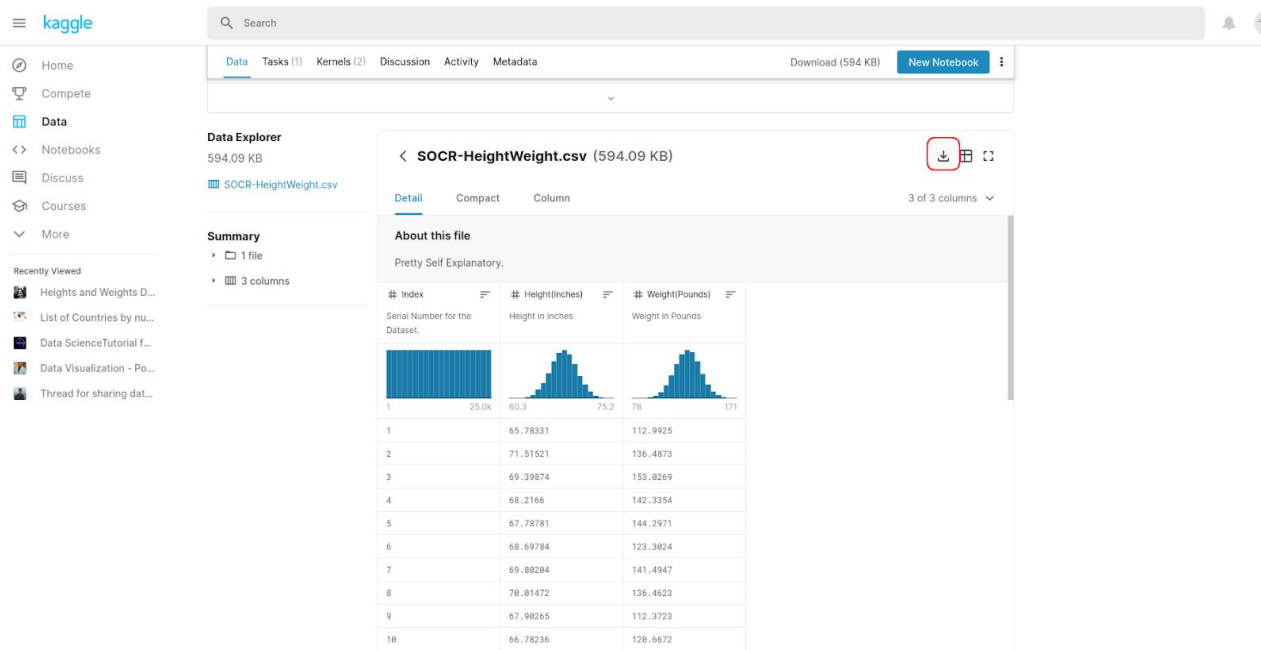 kaggle
Search
Home
Compete
Data
Notebooks
Discuss
Courses
More
Recently Viewed
Heights and Weights D...
List of Countries by nu...
Data ScienceTutorial f...
Data Visualization - Po...
Thread for sharing dat...
Data Tasks (1) Kernels (2) Discussion Activity Metadata
Download (594 KB) New Notebook
Data Explorer
594.09 KB
SOCR-HeightWeight.csv
Summary
1 file
3 columns
SOCR-HeightWeight.csv (594.09 KB)
Detail Compact Column
3 of 3 columns
About this file
Pretty Self Explanatory.
# Index # Height(Inches) # Weight(Pounds)
Serial Number for the Height in Inches Weight in Pounds
Dataset.
1 25.0k 60.3 75.2 78 171
1 65.78331 112.9925
2 71.51521 136.4873
3 69.39874 153.0269
4 68.2166 142.3354
5 67.78781 144.2971
6 68.69784 123.3024
7 69.80204 141.4947
8 70.01472 136.4623
9 67.90265 112.3723
10 66.78236 120.6672